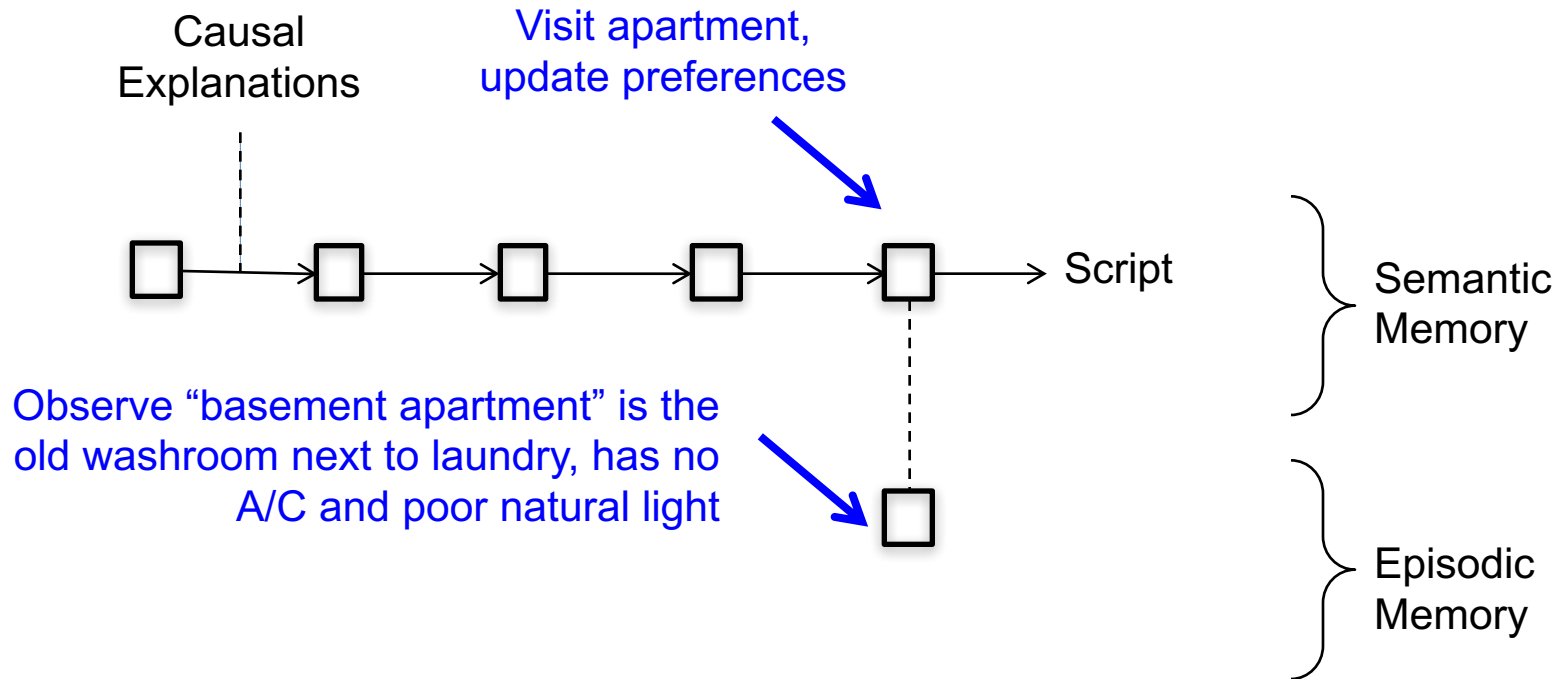 Causal
Explanations
Visit apartment,
update preferences
Script
Semantic
Memory
Observe “basement apartment” is the
old washroom next to laundry, has no
A/C and poor natural light
Episodic
Memory